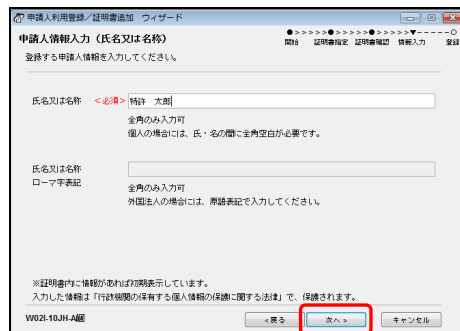 申請人利用登録/証明書追加 ウィザード
申請人情報入力(氏名又は名称)
●>>>>>●>>>>>●>>>>>▼-----○
開始 証明書指定 証明書確認 情報入力 登録
登録する申請人情報を入力してください。
氏名又は名称 <必須> 特許 太郎
全角のみ入力可
個人の場合には、氏・名の間に全角空白が必要です。
氏名又は名称
ローマ字表記
全角のみ入力可
外国法人の場合には、原語表記で入力してください。
※証明書内に情報があれば初期表示しています。
入力した情報は「行政機関の保有する個人情報の保護に関する法律」で、保護されます。
W02I-10JH-A
<戻る 次へ> キャンセル